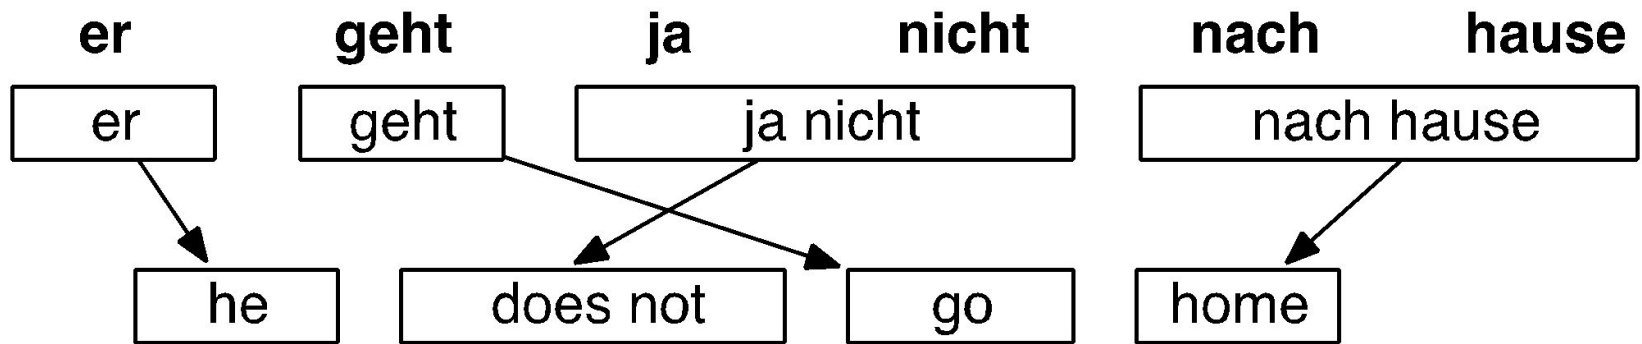 er geht ja nicht nach hause
er geht ja nicht nach hause
he does not go home